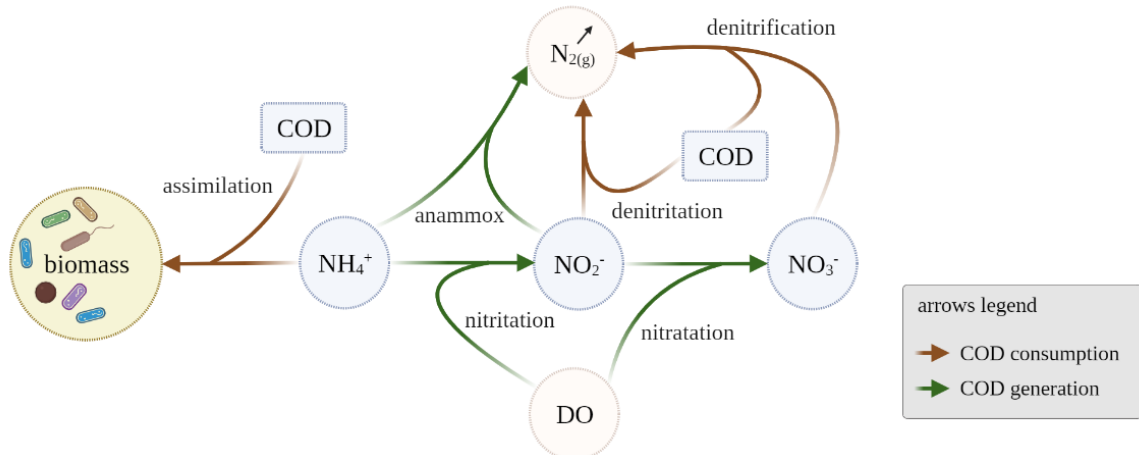 denitrification
N2(g)
COD
COD
assimilation
anammox
denitritation
biomass
NH4+
NO2-
NO3-
nitritation
nitratation
DO
arrows legend
COD consumption
COD generation